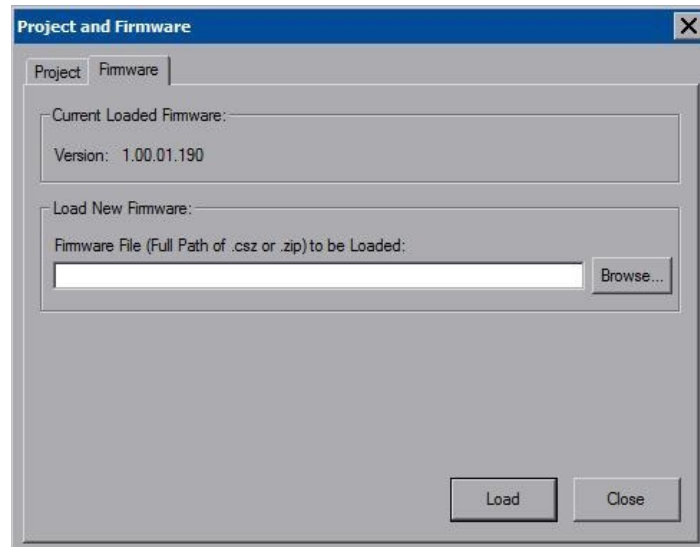 Project and Firmware
Project Firmware
Current Loaded Firmware:
Version: 1.00.01.190
Load New Firmware:
Firmware File (Full Path of .csz or .zip) to be Loaded:
Browse...
Load Close